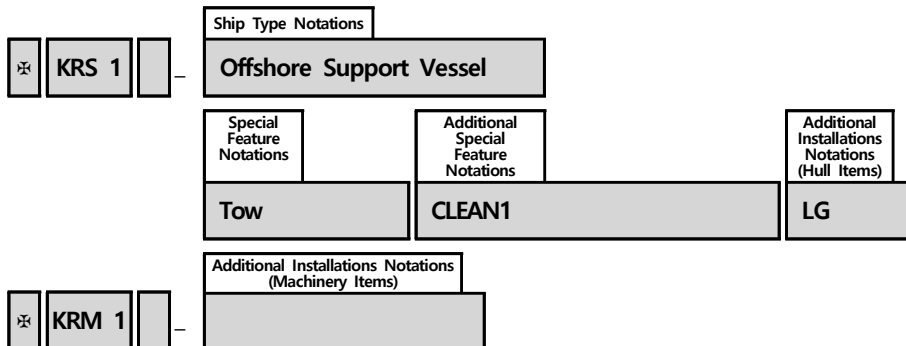 Ship Type Notations
✠ KRS 1 _ Offshore Support Vessel
Special
Feature
Notations
Additional
Special
Feature
Notations
Additional
Installations
Notations
(Hull Items)
Tow CLEAN1 LG
Additional Installations Notations
(Machinery Items)
✠ KRM 1 _